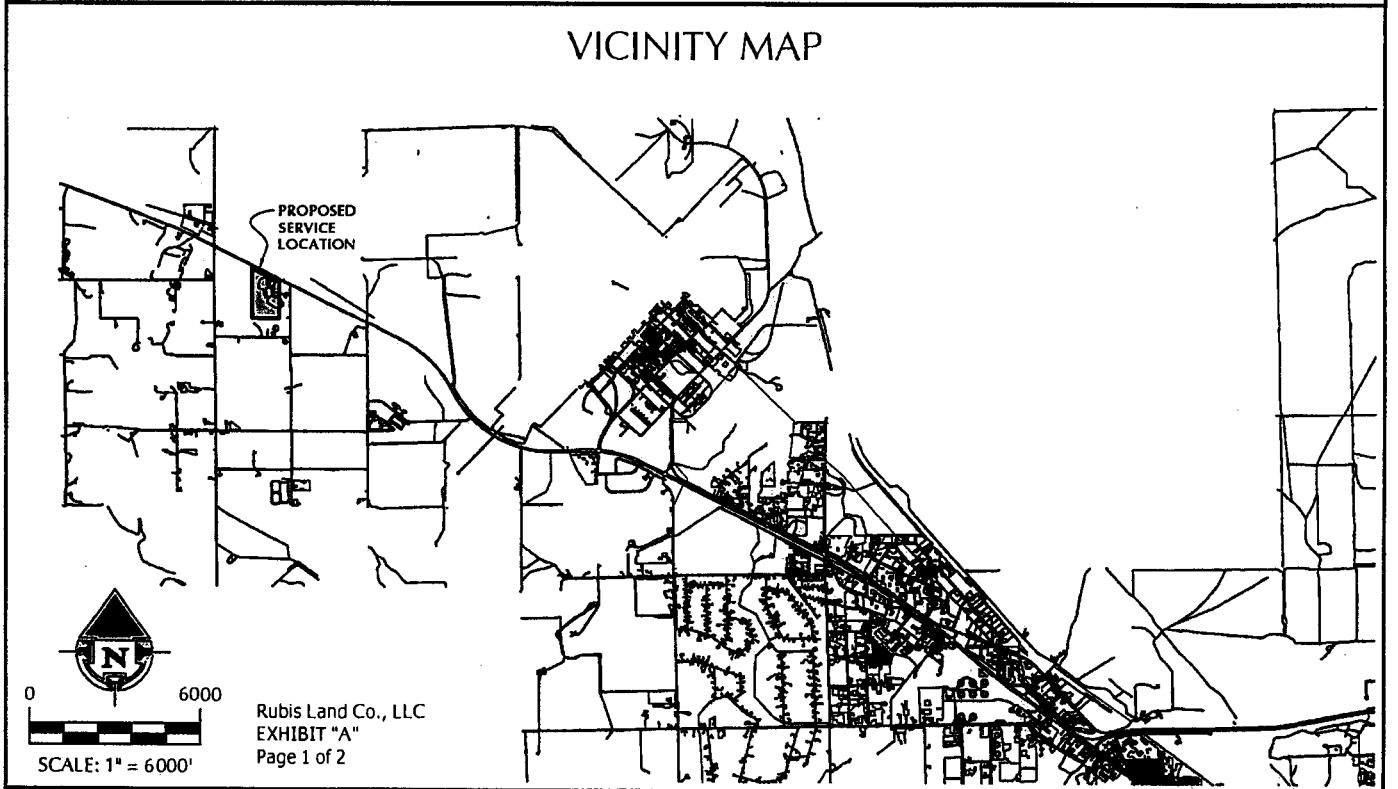 VICINITY MAP
PROPOSED
SERVICE
LOCATION
N
0 6000
SCALE: 1" = 6000'
Rubis Land Co., LLC
EXHIBIT "A"
Page 1 of 2